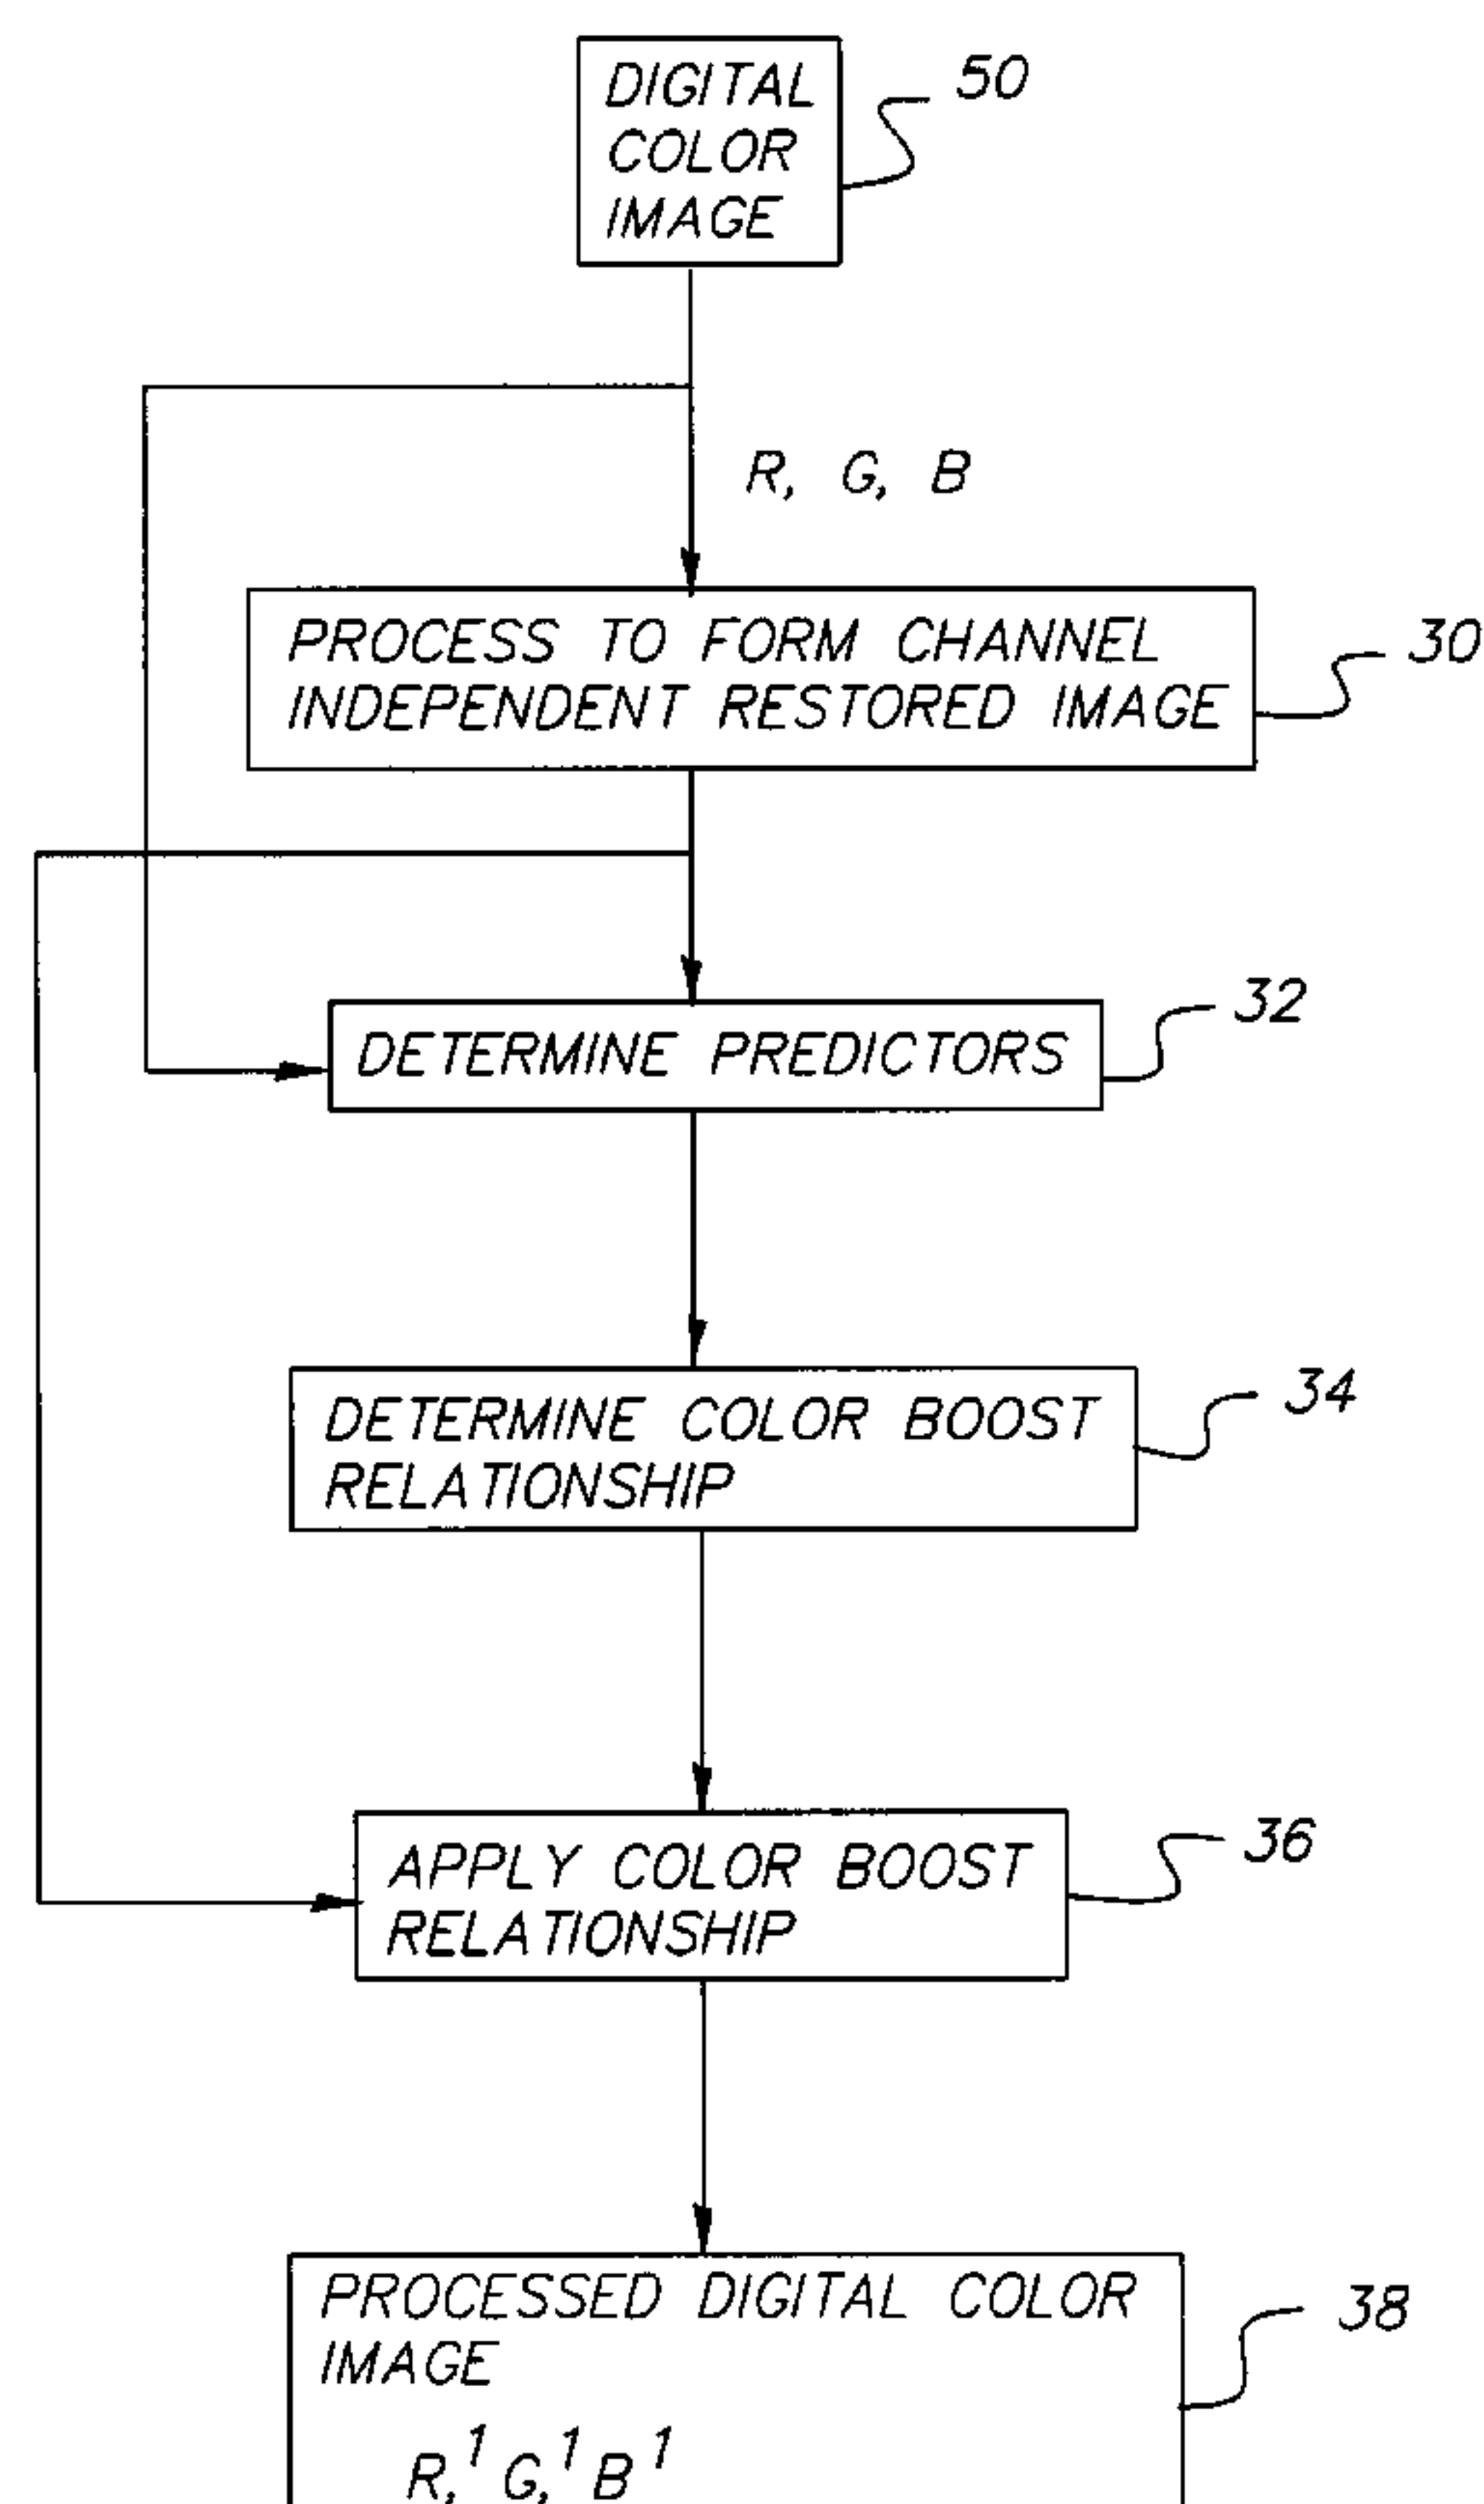 DIGITAL
COLOR
IMAGE
50
R, G, B
PROCESS TO FORM CHANNEL
INDEPENDENT RESTORED IMAGE
30
DETERMINE PREDICTORS
32
DETERMINE COLOR BOOST
RELATIONSHIP
34
APPLY COLOR BOOST
RELATIONSHIP
36
PROCESSED DIGITAL COLOR
IMAGE
38
R,¹ G,¹ B¹